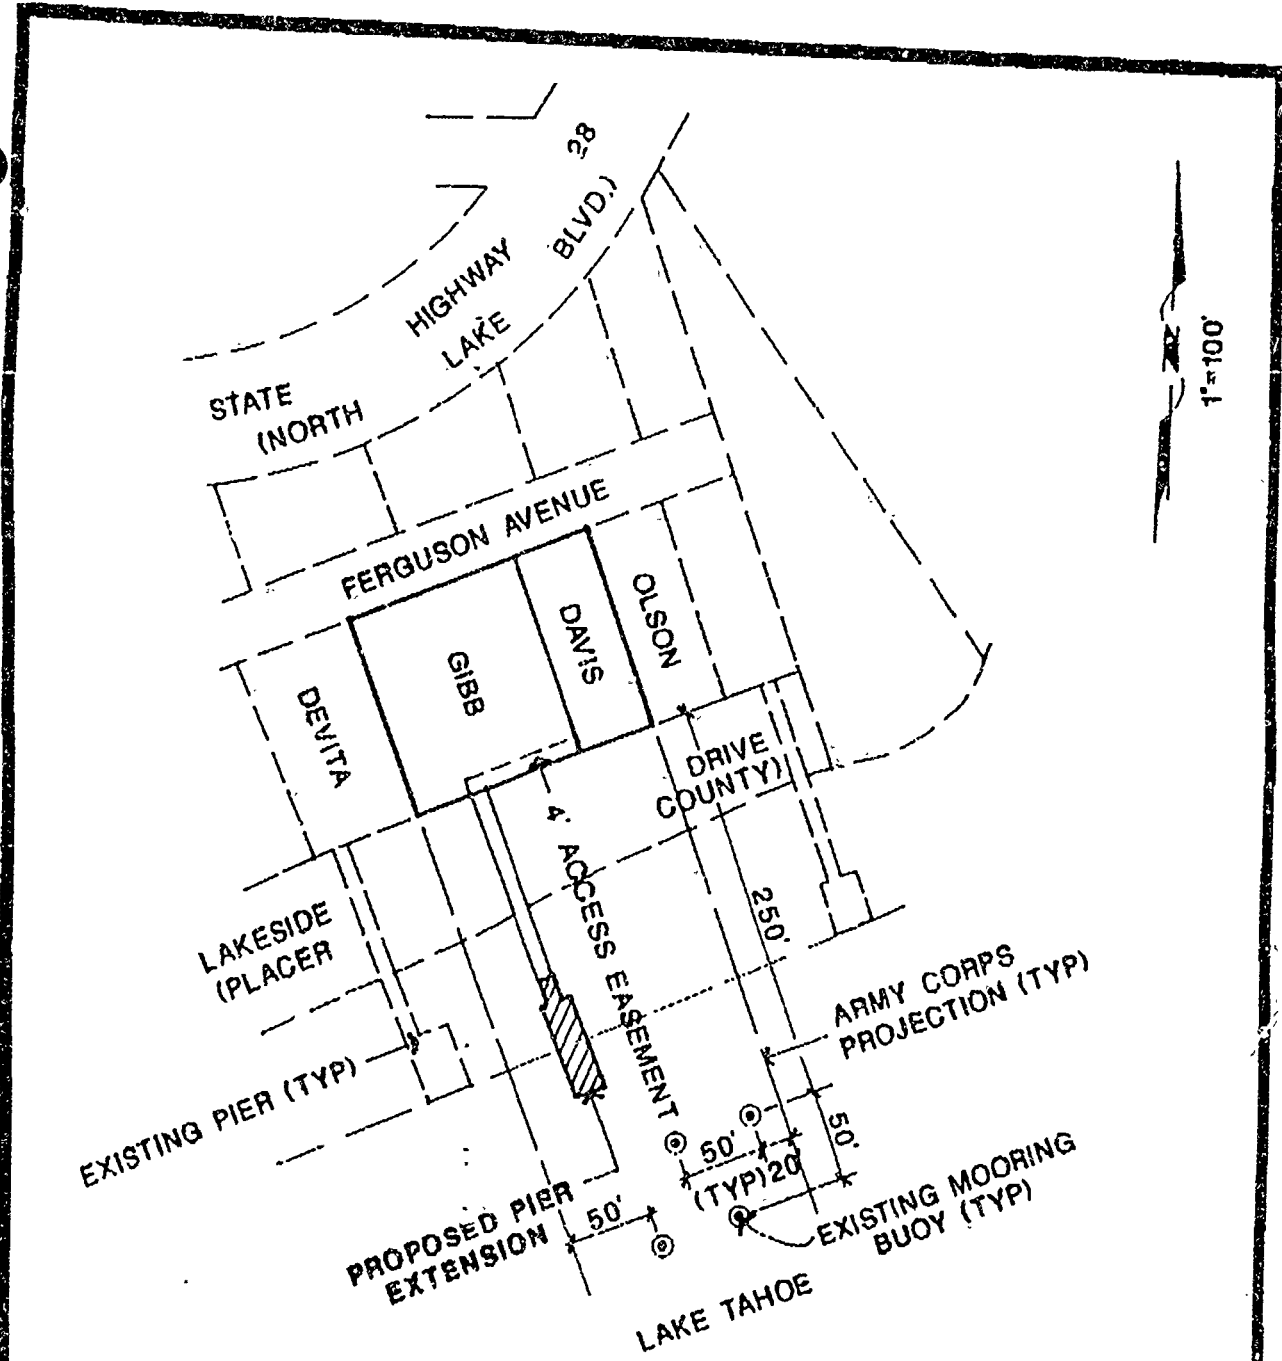 28
HIGHWAY
BLVD.)
LAKE
STATE
(NORTH
N
1"=100'
FERGUSON AVENUE
OLSON
DAVIS
GIBB
DEVITA
DRIVE
COUNTY)
4' ACCESS EASEMENT
250'
LAKESIDE
(PLACER
ARMY CORPS
PROJECTION (TYP)
EXISTING PIER (TYP)
50'
(TYP)
20
50'
PROPOSED PIER
EXTENSION
50'
EXISTING MOORING
BUOY (TYP)
LAKE TAHOE